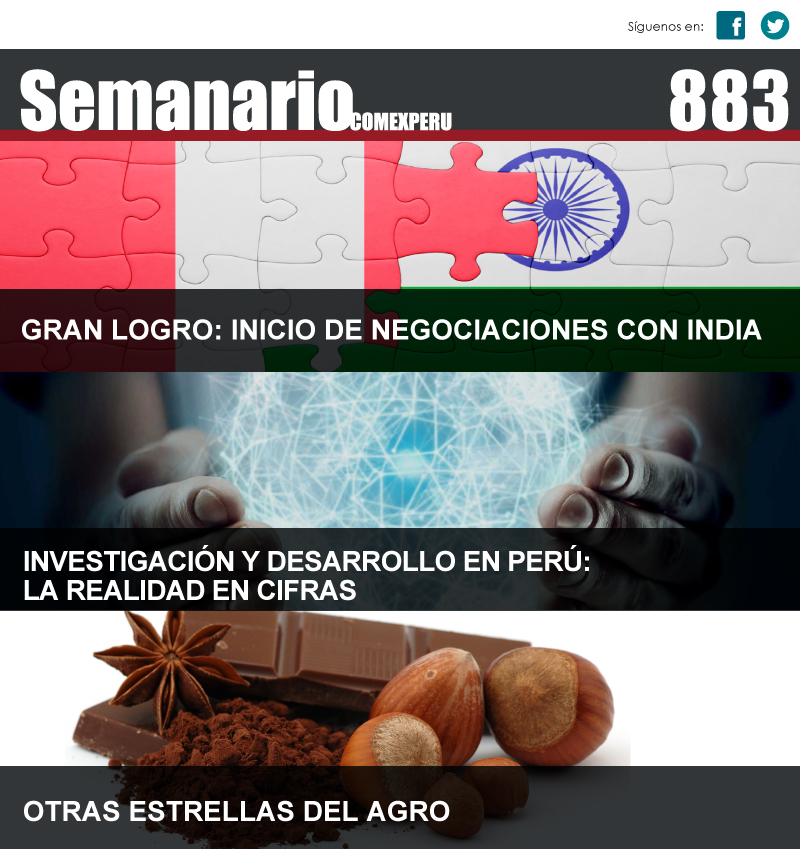 Síguenos en:
Semanario COMEXPERU 883
GRAN LOGRO: INICIO DE NEGOCIACIONES CON INDIA
INVESTIGACIÓN Y DESARROLLO EN PERÚ:
LA REALIDAD EN CIFRAS
OTRAS ESTRELLAS DEL AGRO